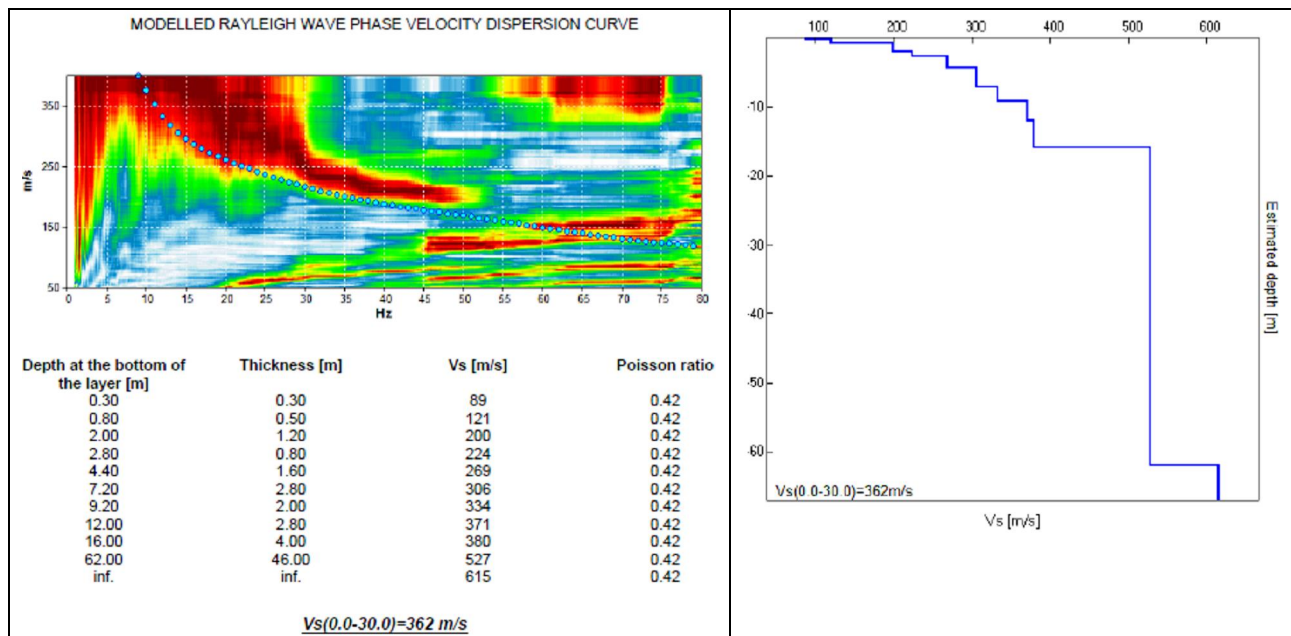 MODELLED RAYLEIGH WAVE PHASE VELOCITY DISPERSION CURVE
350
250
150
50
m/s
0 5 10 15 20 25 30 35 40 45 50 55 60 65 70 75 80
Hz
Depth at the bottom of the layer [m] Thickness [m] Vs [m/s] Poisson ratio
0.30 0.30 89 0.42
0.80 0.50 121 0.42
2.00 1.20 200 0.42
2.80 0.80 224 0.42
4.40 1.60 269 0.42
7.20 2.80 306 0.42
9.20 2.00 334 0.42
12.00 2.80 371 0.42
16.00 4.00 380 0.42
62.00 46.00 527 0.42
inf. inf. 615 0.42
Vs(0.0-30.0)=362 m/s
100 200 300 400 500 600
-10
-20
-30
-40
-50
-60
Estimated depth [m]
Vs(0.0-30.0)=362m/s
Vs [m/s]